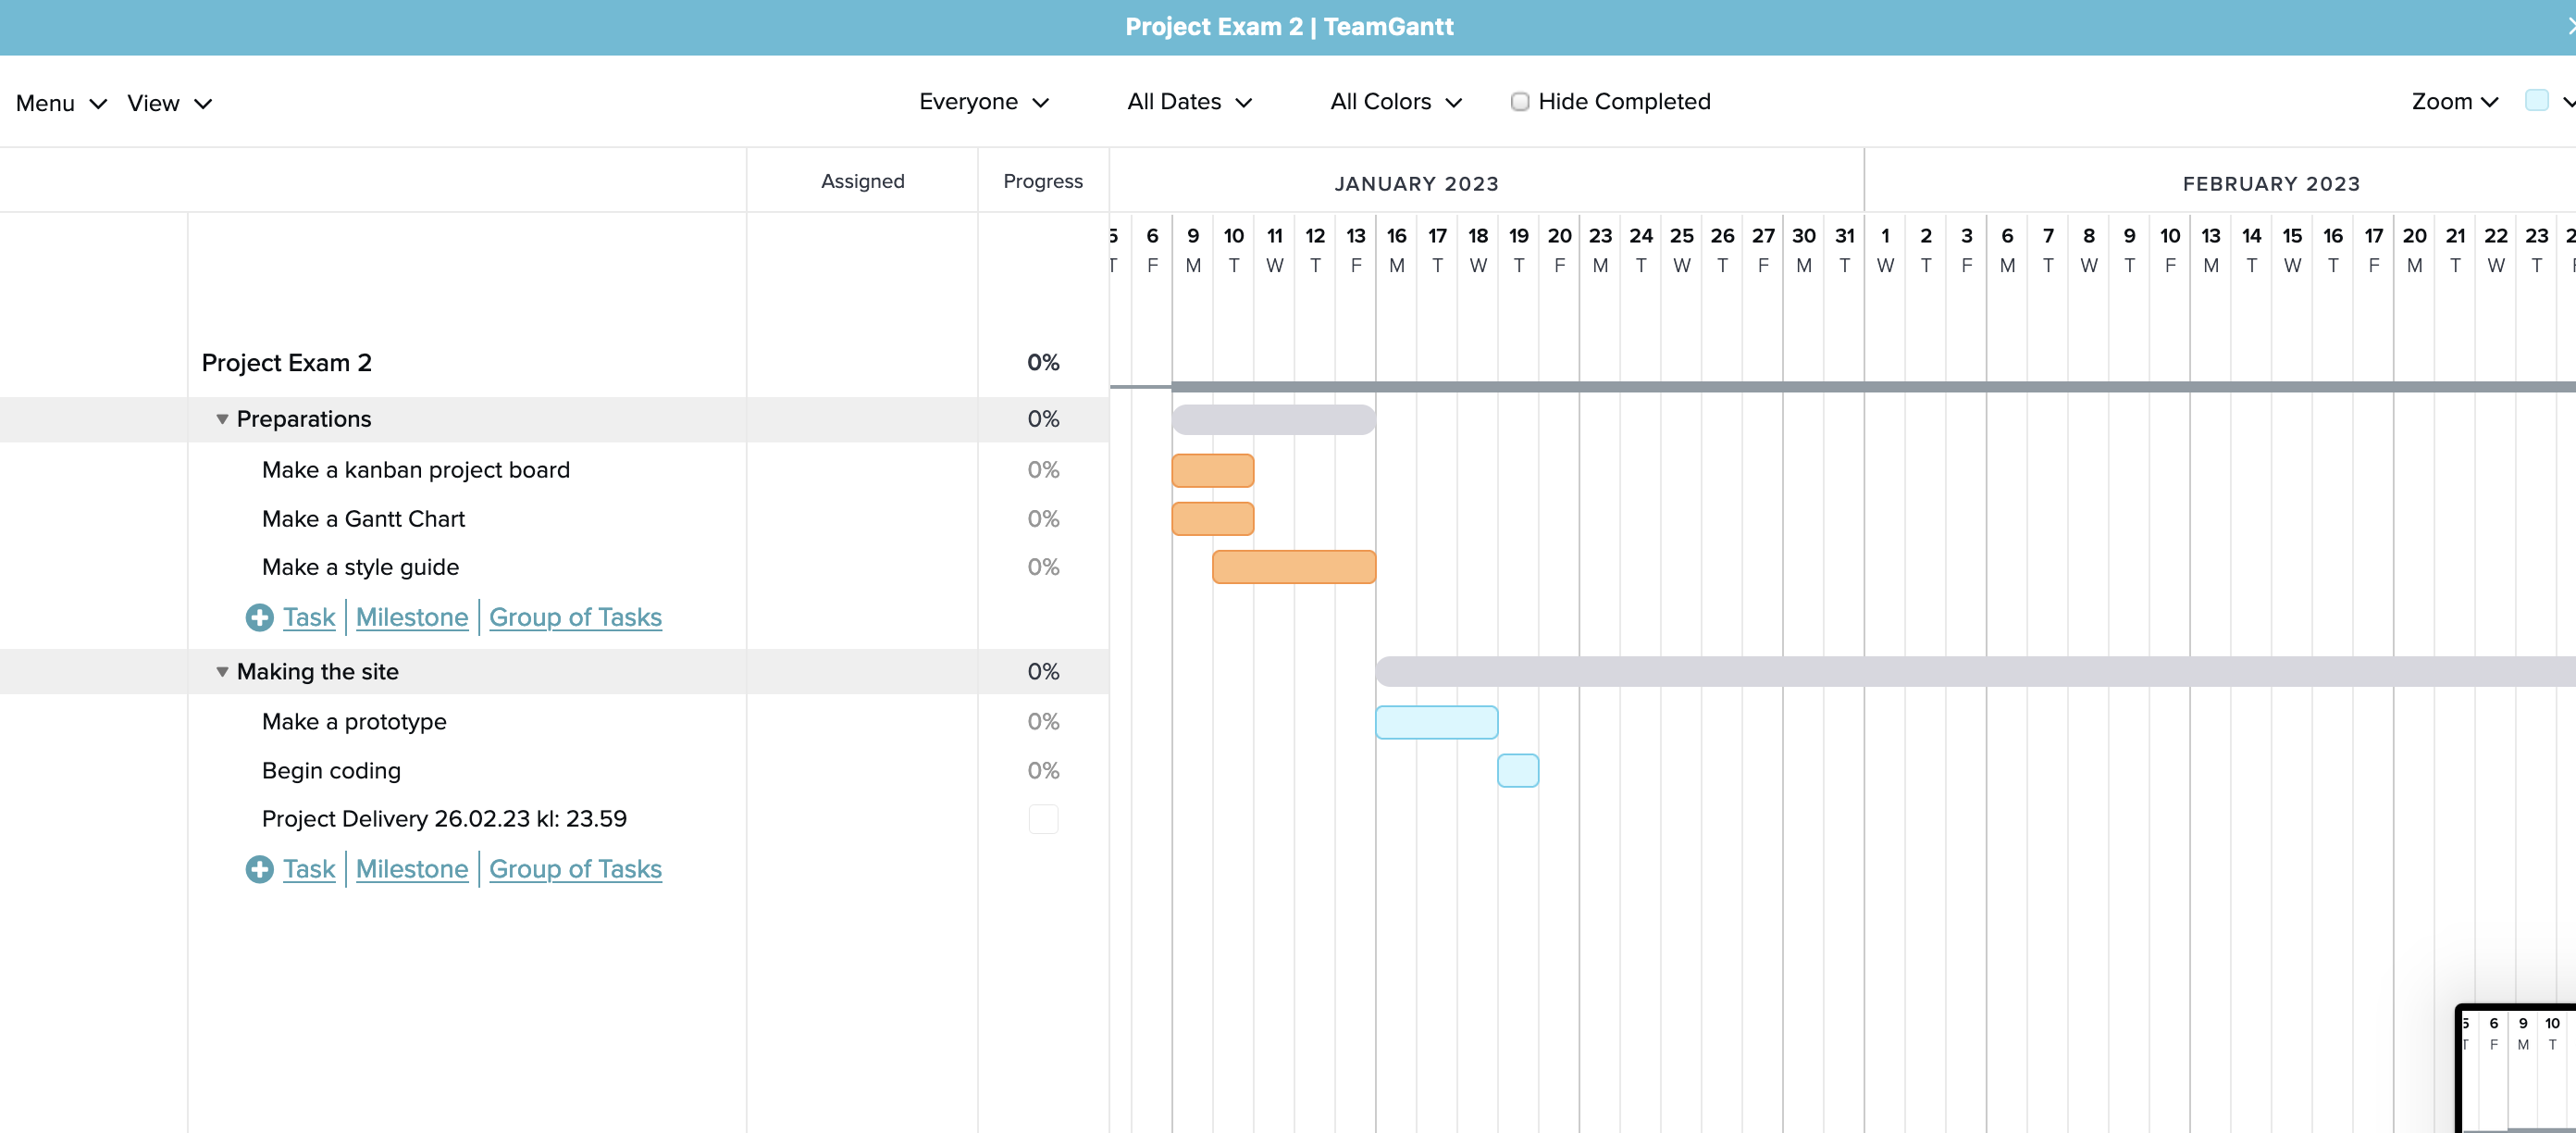 Project Exam 2 | TeamGantt
Menu View Everyone All Dates All Colors Hide Completed Zoom
Assigned Progress JANUARY 2023 FEBRUARY 2023
5 6 9 10 11 12 13 16 17 18 19 20 23 24 25 26 27 30 31 1 2 3 6 7 8 9 10 13 14 15 16 17 20 21 22 23
T F M T W T F M T W T F M T W T F M T W T F M T W T F M T W T F M T W T
Project Exam 2 0%
Preparations 0%
Make a kanban project board 0%
Make a Gantt Chart 0%
Make a style guide 0%
Task | Milestone | Group of Tasks
Making the site 0%
Make a prototype 0%
Begin coding 0%
Project Delivery 26.02.23 kl: 23.59
Task | Milestone | Group of Tasks
5 6 9 10
T F M T